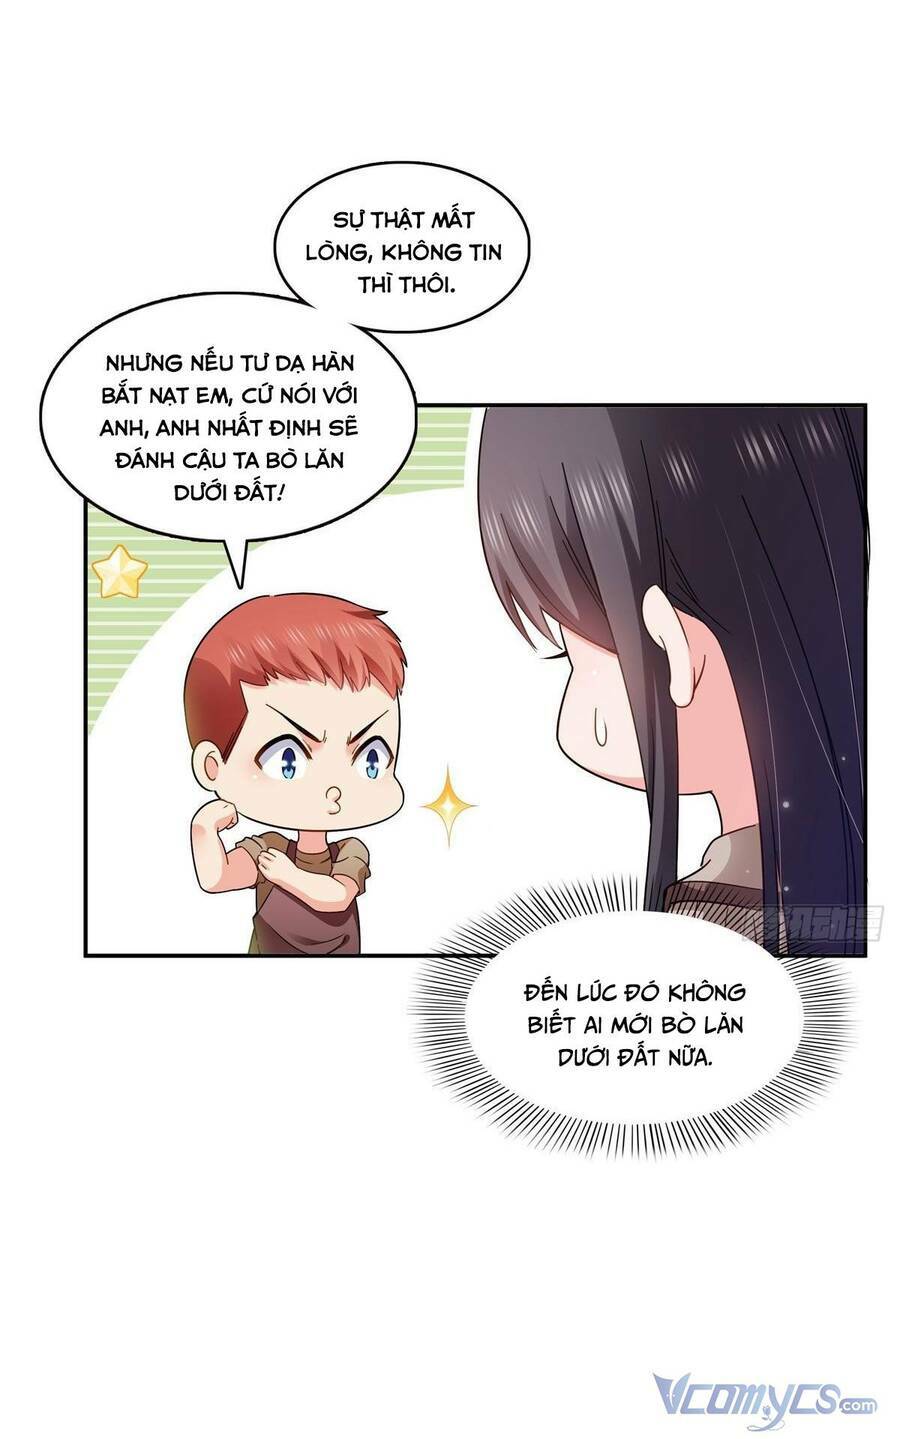 SỰ THẬT MẤT
LÒNG, KHÔNG TIN
THÌ THÔI.
NHƯNG NẾU TƯ DẠ HÀN
BẮT NẠT EM, CỨ NÓI VỚI
ANH, ANH NHẤT ĐỊNH SẼ
ĐÁNH CẬU TA BÒ LĂN
DƯỚI ĐẤT!
ĐẾN LÚC ĐÓ KHÔNG
BIẾT AI MỚI BÒ LĂN
DƯỚI ĐẤT NỮA.
Vcomycs.com